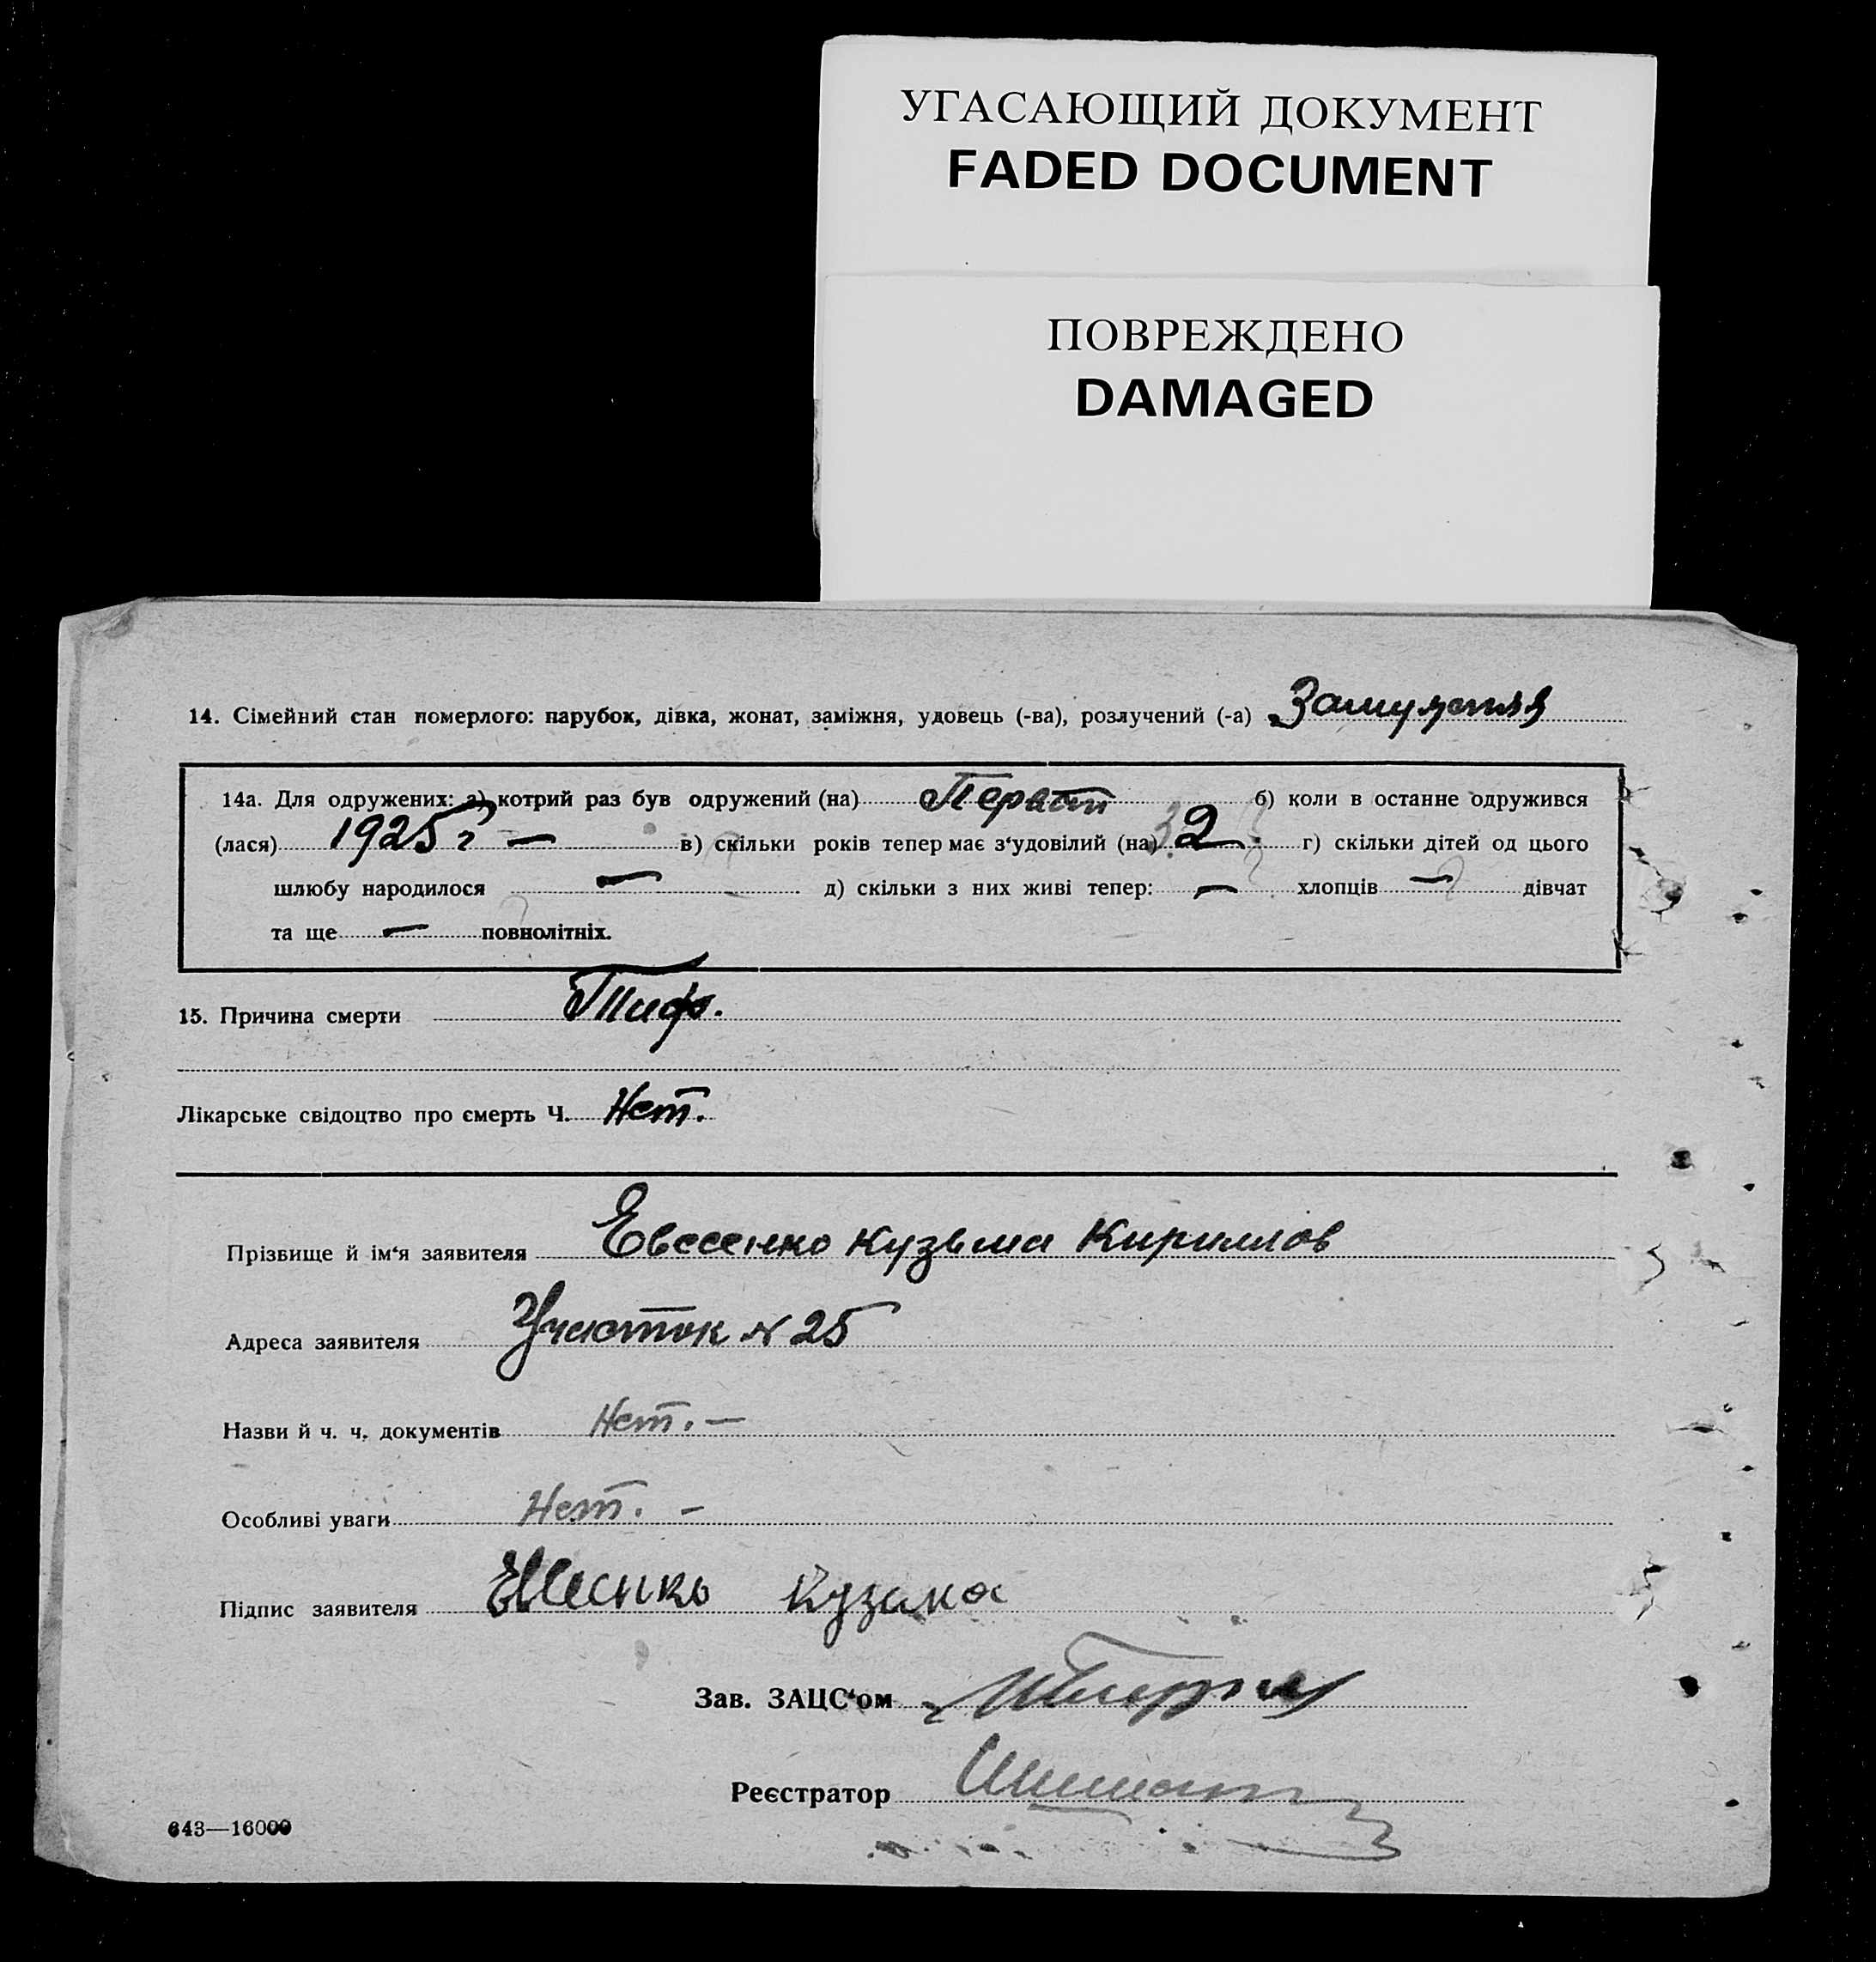 УГАСАЮЩИЙ ДОКУМЕНТ
FADED DOCUMENT
ПОВРЕЖДЕНО
DAMAGED
14. Сімейний стан померлого: парубок, дівка, жонат, заміжня, удовець (-ва), розлучений (-а)
14а. Для одружених: а) котрий раз був одружений (на) б) коли в останне одружився
(лася) 1925 г — в) скільки років тепер має з‘удовілий (на) 32 г) скільки дітей од цього
шлюбу народилося — д) скільки з них живі тепер: — хлопців — дівчат
та ще — повнолітніх.
15. Причина смерти Тиф.
Лікарське свідоцтво про смерть Ч. Нет.
Прізвище й ім‘я заявителя Евсеенко Кузьма Кириллов
Адреса заявителя Участок № 25
Назви й ч. ч. документів Нет. —
Особливі уваги Нет. —
Підпис заявителя Кузьма
Зав. ЗАЦС‘ом
Реєстратор
643—16000